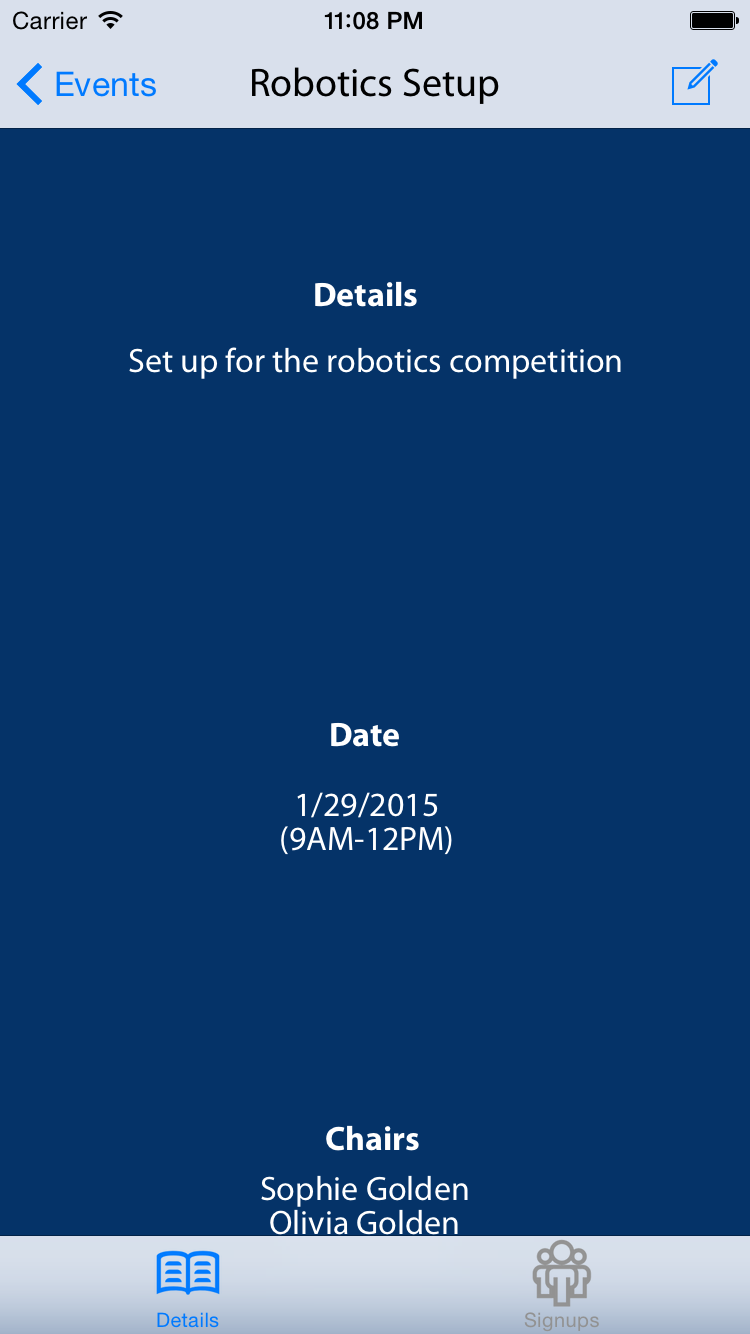 Carrier 11:08 PM
Events Robotics Setup
Details
Set up for the robotics competition
Date
1/29/2015
(9AM-12PM)
Chairs
Sophie Golden
Olivia Golden
Details Signups